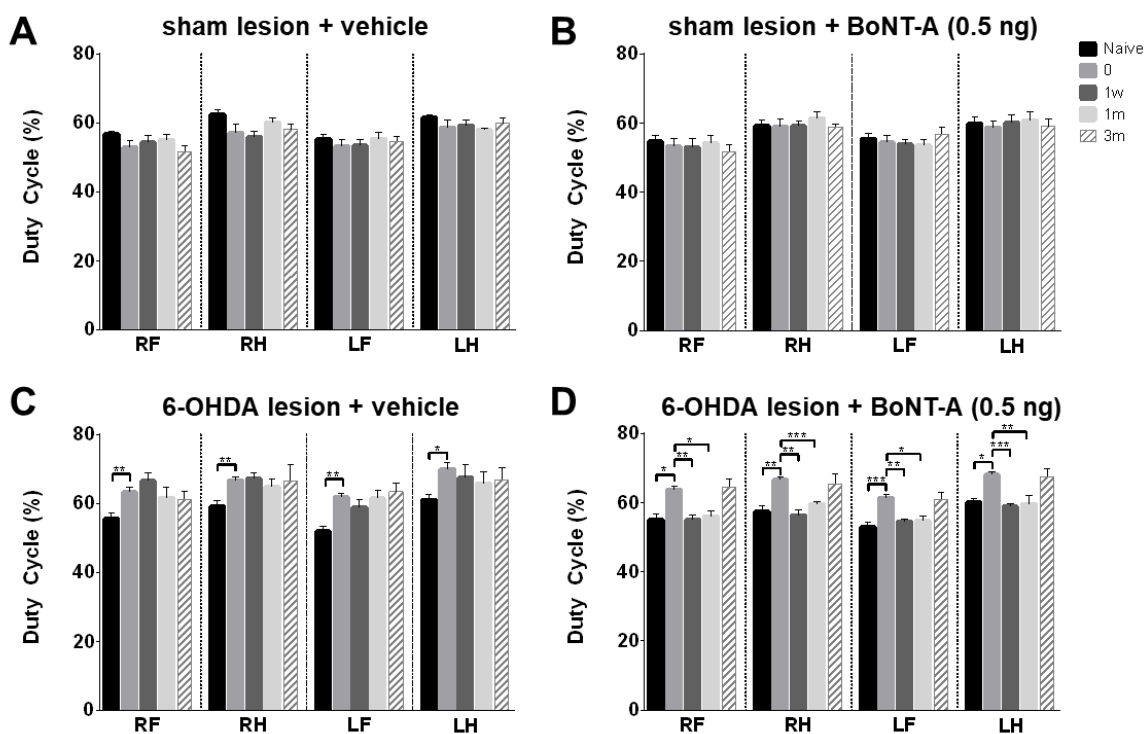 A
sham lesion + vehicle
80
60
40
20
0
Duty Cycle (%)
RF RH LF LH
B
sham lesion + BoNT-A (0.5 ng)
80
60
40
20
0
Duty Cycle (%)
RF RH LF LH
Naive
0
1w
1m
3m
C
6-OHDA lesion + vehicle
80
60
40
20
0
Duty Cycle (%)
** ** ** *
RF RH LF LH
D
6-OHDA lesion + BoNT-A (0.5 ng)
80
60
40
20
0
Duty Cycle (%)
* *** * **
* ** ** ** *** ** * ***
RF RH LF LH